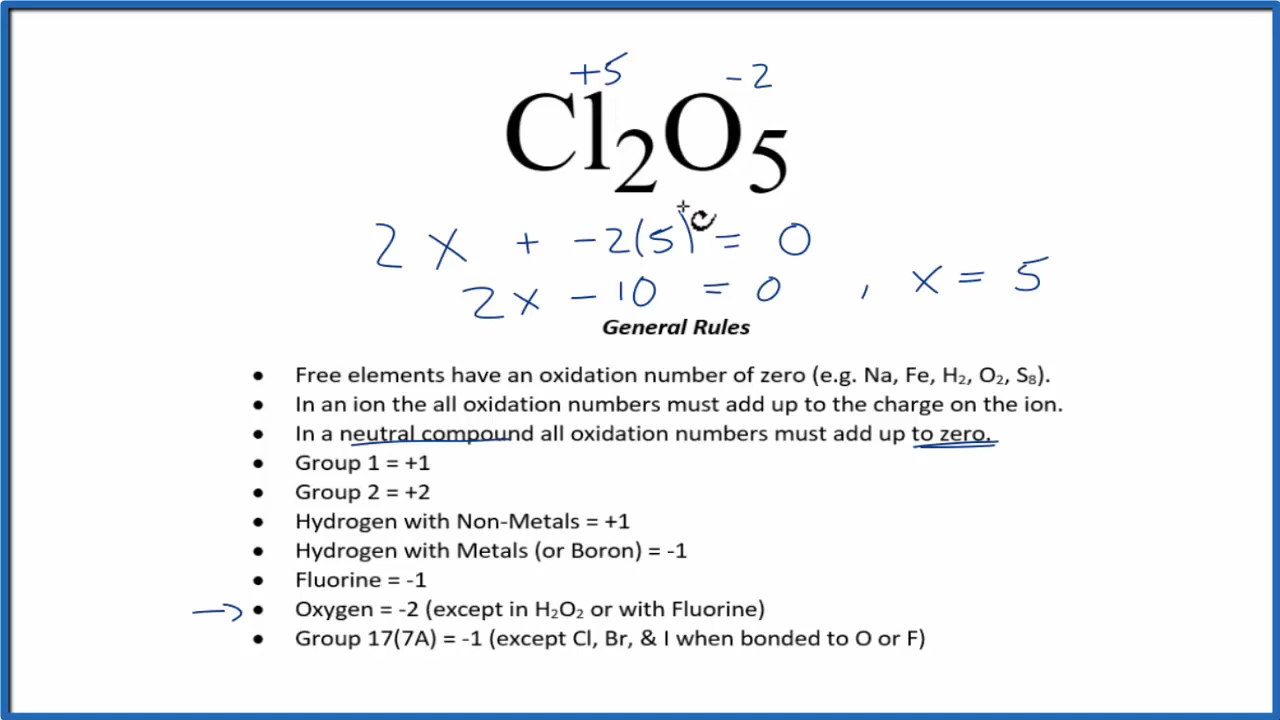 +5 -2
Cl₂O₅
2x + -2(5) = 0
2x - 10 = 0 , x = 5
General Rules
• Free elements have an oxidation number of zero (e.g. Na, Fe, H₂, O₂, S₈).
• In an ion the all oxidation numbers must add up to the charge on the ion.
• In a neutral compound all oxidation numbers must add up to zero.
• Group 1 = +1
• Group 2 = +2
• Hydrogen with Non-Metals = +1
• Hydrogen with Metals (or Boron) = -1
• Fluorine = -1
• Oxygen = -2 (except in H₂O₂ or with Fluorine)
• Group 17(7A) = -1 (except Cl, Br, & I when bonded to O or F)